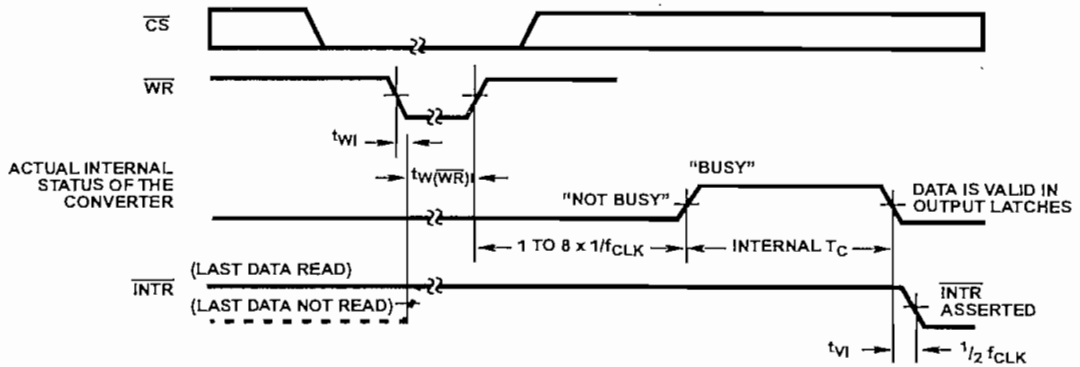 CS
WR
tWI
ACTUAL INTERNAL
STATUS OF THE
CONVERTER
tW(WR)I
"BUSY"
"NOT BUSY"
DATA IS VALID IN
OUTPUT LATCHES
1 TO 8 x 1/fCLK
INTERNAL TC
INTR
(LAST DATA READ)
(LAST DATA NOT READ)
INTR
ASSERTED
tVI
1/2 fCLK